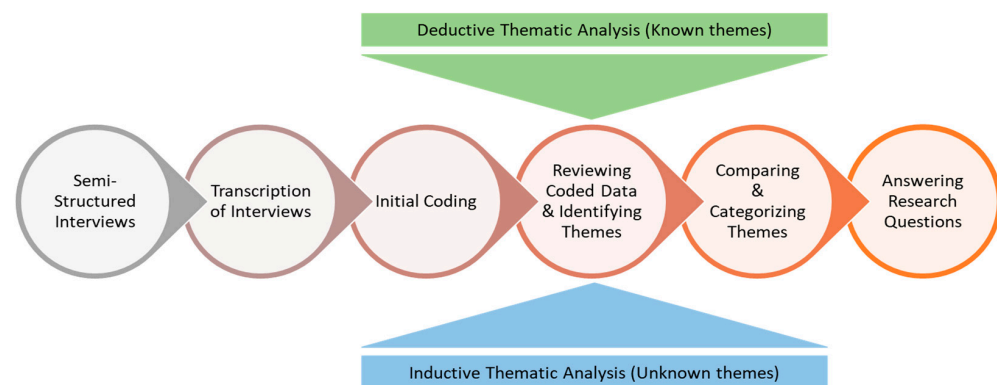 Deductive Thematic Analysis (Known themes)
Semi-
Structured
Interviews
Transcription
of Interviews
Initial Coding
Reviewing
Coded Data
& Identifying
Themes
Comparing
&
Categorizing
Themes
Answering
Research
Questions
Inductive Thematic Analysis (Unknown themes)